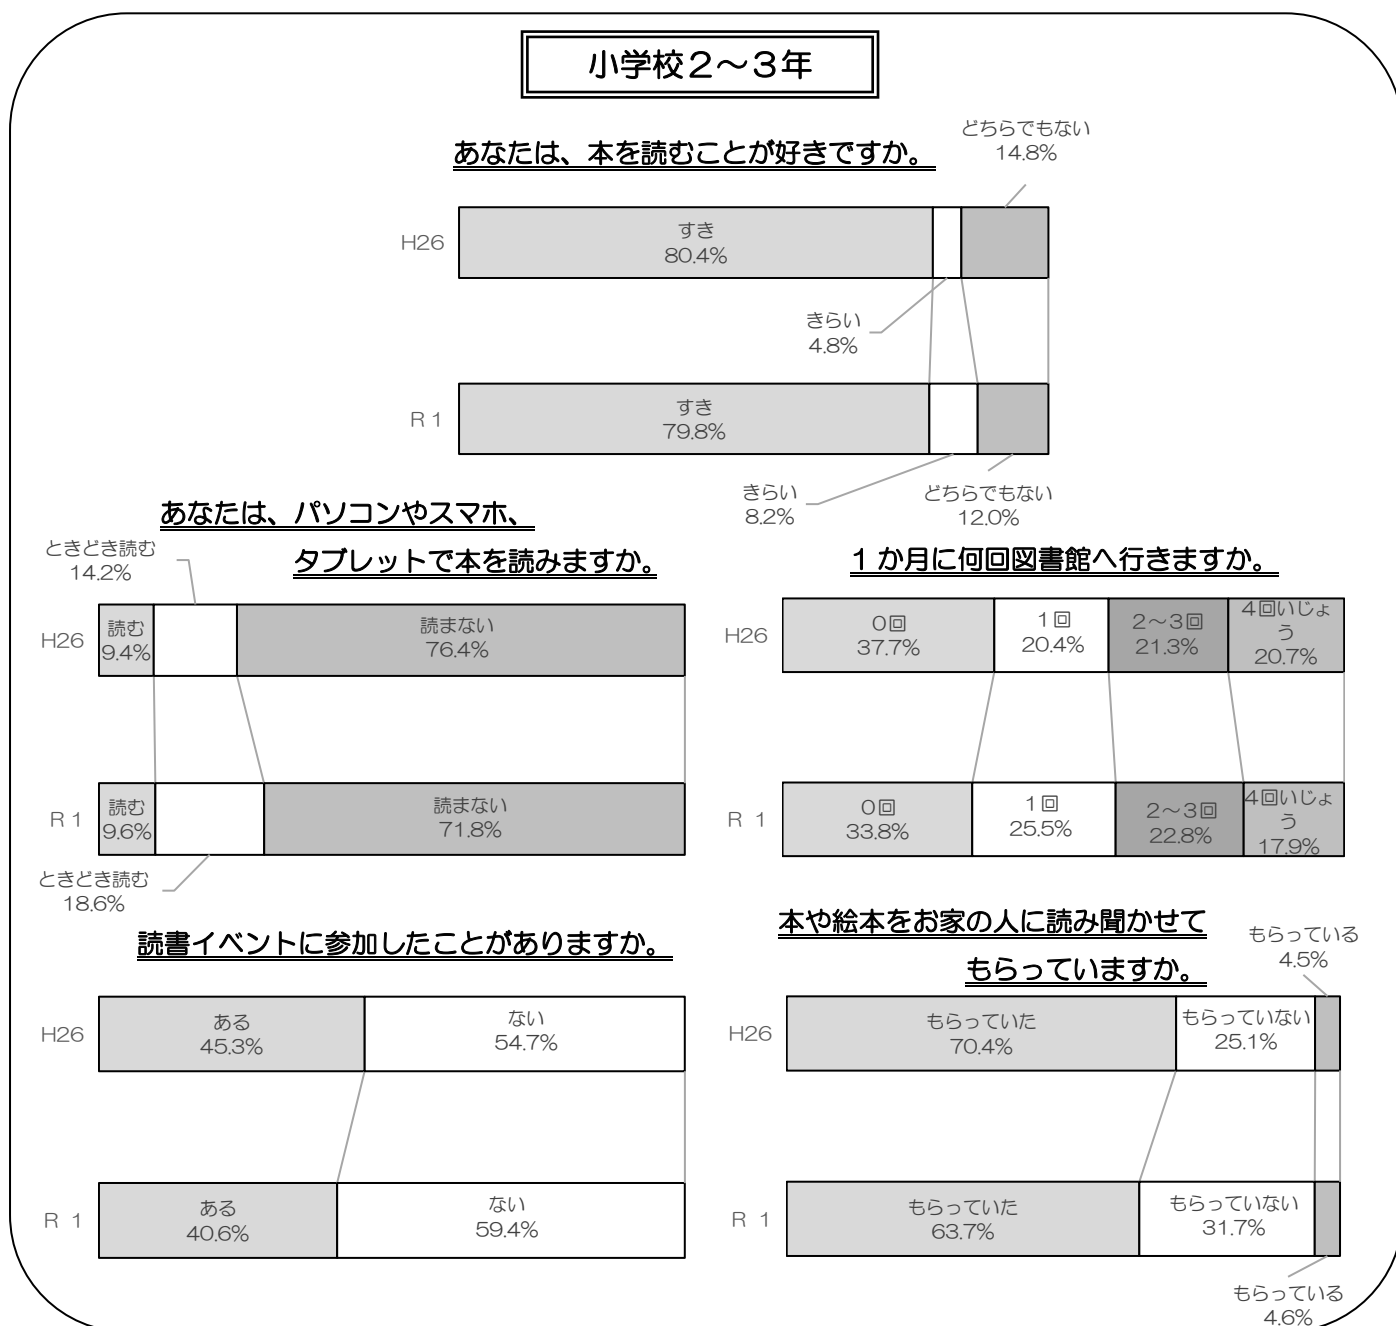 小学校2～3年
あなたは、本を読むことが好きですか。
どちらでもない
14.8%
H26
すき
80.4%
きらい
4.8%
R 1
すき
79.8%
きらい
8.2%
どちらでもない
12.0%
あなたは、パソコンやスマホ、
タブレットで本を読みますか。
ときどき読む
14.2%
H26
読む
9.4%
読まない
76.4%
R 1
読む
9.6%
読まない
71.8%
ときどき読む
18.6%
1か月に何回図書館へ行きますか。
H26
0回
37.7%
1回
20.4%
2～3回
21.3%
4回いじょ
う
20.7%
R 1
0回
33.8%
1回
25.5%
2～3回
22.8%
4回いじょ
う
17.9%
読書イベントに参加したことがありますか。
H26
ある
45.3%
ない
54.7%
R 1
ある
40.6%
ない
59.4%
本や絵本をお家の人に読み聞かせて
もらっていますか。
もらっている
4.5%
H26
もらっていた
70.4%
もらっていない
25.1%
R 1
もらっていた
63.7%
もらっていない
31.7%
もらっている
4.6%